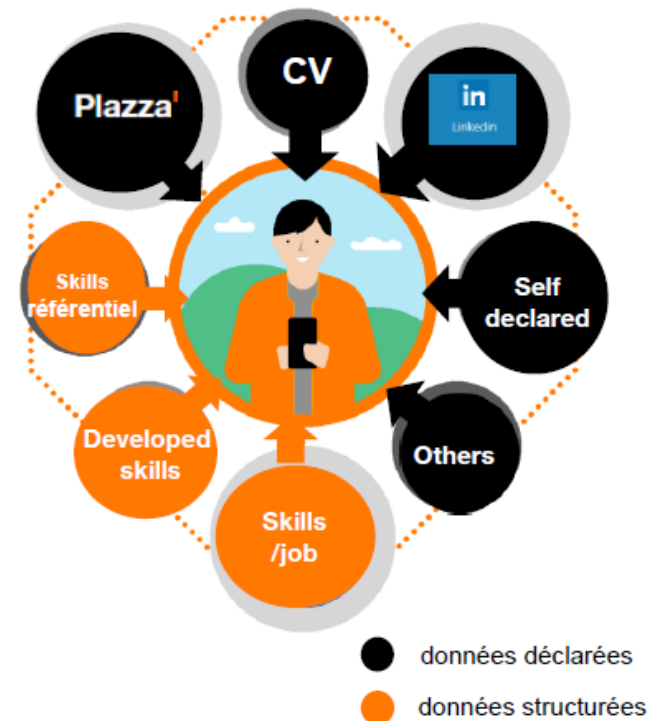 CV
Plazza
in
Linkedin
Skills
référentiel
Self
declared
Developed
skills
Others
Skills
/job
données déclarées
données structurées